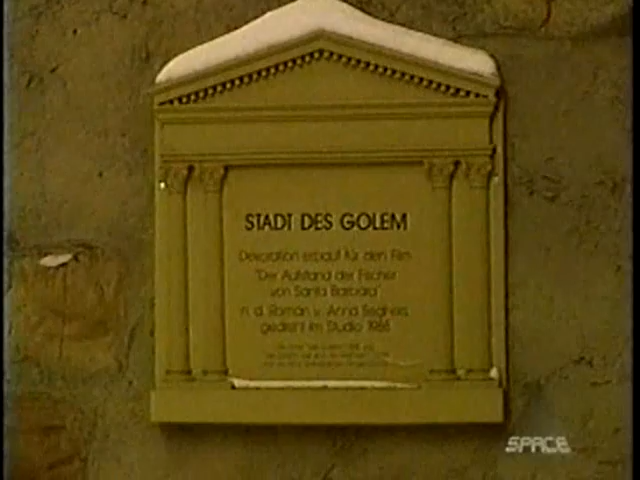 STADT DES GOLEM
Dekoration erbaut für den Film
"Der Aufstand der Fischer
von Santa Barbara"
n. d. Roman v. Anna Seghers
gedreht im Studio 1988
SPACE